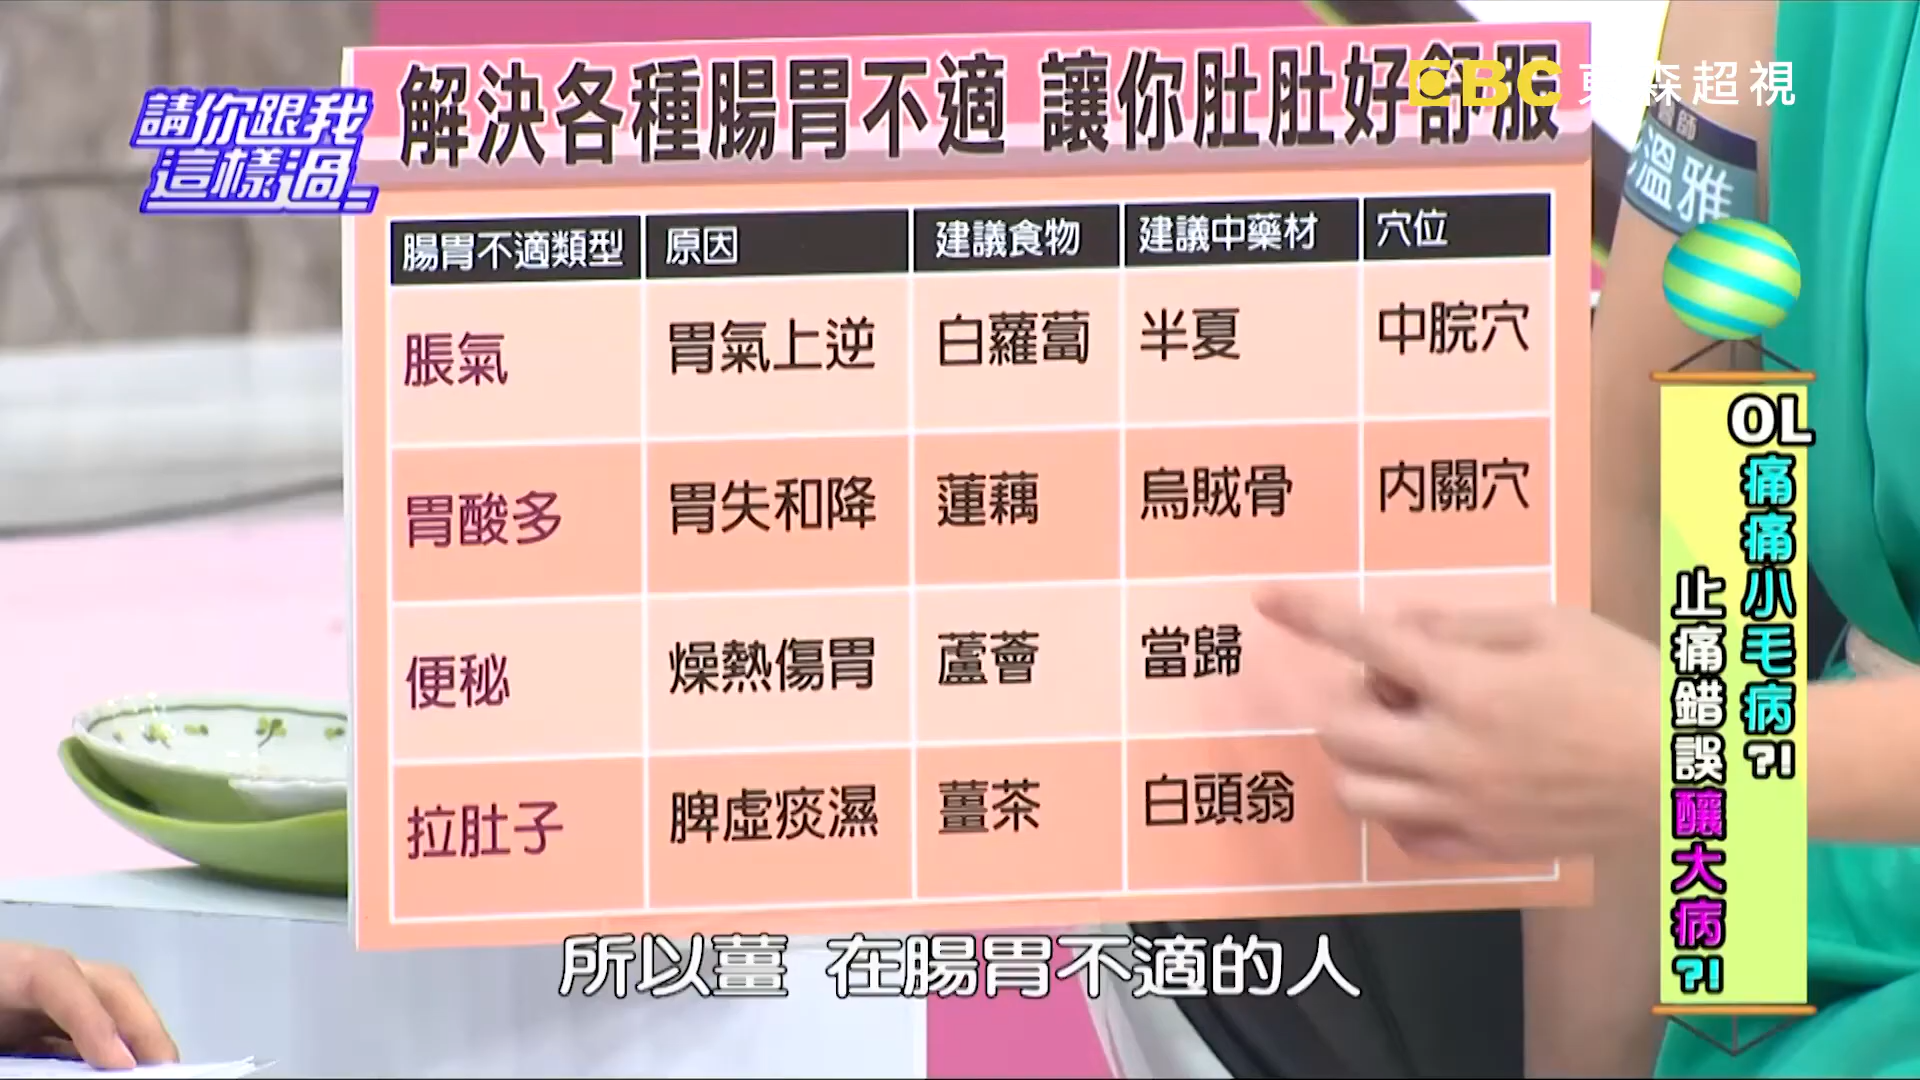 解決各種腸胃不適 讓你肚肚好舒服
EBC 東森超視
請你跟我
這樣過
醫師
溫雅
腸胃不適類型 原因 建議食物 建議中藥材 穴位
脹氣 胃氣上逆 白蘿蔔 半夏 中脘穴
胃酸多 胃失和降 蓮藕 烏賊骨 內關穴
便秘 燥熱傷胃 蘆薈 當歸
拉肚子 脾虛痰濕 薑茶 白頭翁
OL痛痛小毛病?!
止痛錯誤釀大病?!
所以薑 在腸胃不適的人